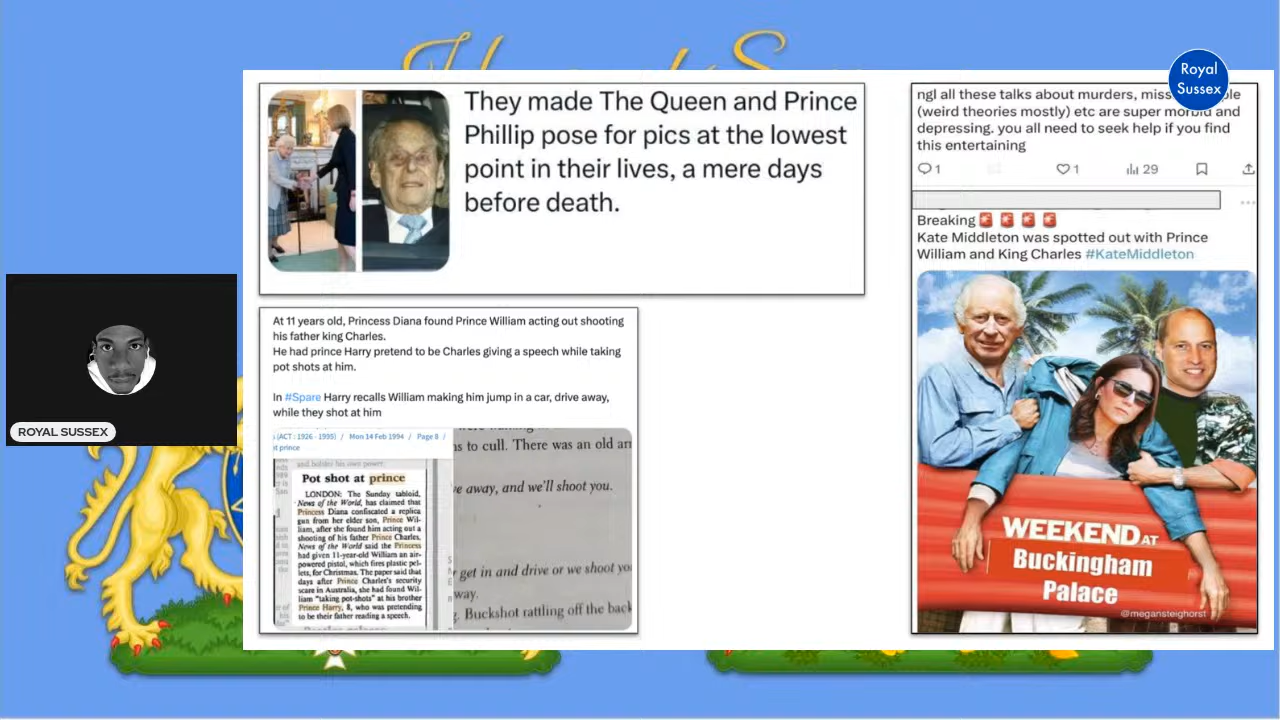 They made The Queen and Prince
Phillip pose for pics at the lowest
point in their lives, a mere days
before death.
At 11 years old, Princess Diana found Prince William acting out shooting
his father king Charles.
He had prince Harry pretend to be Charles giving a speech while taking
pot shots at him.
In #Spare Harry recalls William making him jump in a car, drive away,
while they shot at him
(ACT : 1926 - 1995) / Mon 14 Feb 1994 / Page 8 /
prince
and bolster his own power.
Pot shot at prince
LONDON: The Sunday tabloid,
News of the World, has claimed that
Princess Diana confiscated a replica
gun from her elder son, Prince Wil-
liam, after she found him acting out a
shooting of his father Prince Charles.
News of the World said the Princess
had given 11-year-old William an air-
powered pistol, which fires plastic pel-
lets, for Christmas. The paper said that
days after Prince Charles's security
scare in Australia, she had found Wil-
liam "taking pot-shots" at his brother
Prince Harry, 8, who was pretending
to be their father reading a speech.
to cull. There was an old
away, and we'll shoot you.
get in and drive or we shoot you
way.
Buckshot rattling off the back
Royal
Sussex
ngl all these talks about murders,
(weird theories mostly) etc are super morbid and
depressing. you all need to seek help if you find
this entertaining
1
1
29
Breaking
Kate Middleton was spotted out with Prince
William and King Charles #KateMiddleton
WEEKEND AT
Buckingham
Palace
@megansteighorst
ROYAL SUSSEX